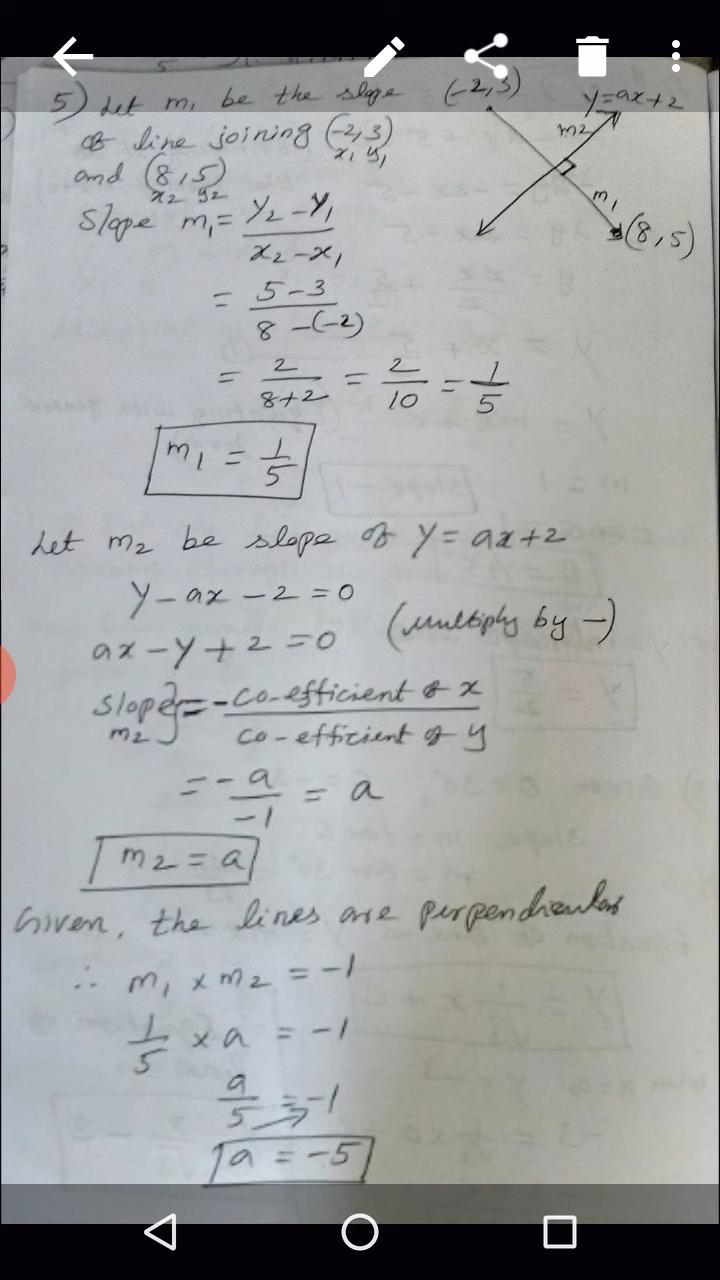 5) Let m₁ be the slope
of line joining (-2,3)
x₁ y₁
and (8,5)
x₂ y₂
(-2,3)
y=ax+2
m2
m₁
(8,5)
Slope m₁ = y₂-y₁ / x₂-x₁
= 5-3 / 8-(-2)
= 2/8+2 = 2/10 = 1/5
m₁ = 1/5
Let m₂ be slope of y=ax+2
y-ax-2=0
ax-y+2=0 (Multiply by -)
Slope m₂} = -co-efficient of x / co-efficient of y
= -a/-1 = a
m₂ = a
Given, the lines are perpendicular
∴ m₁ × m₂ = -1
1/5 × a = -1
a/5 = -1
a = -5